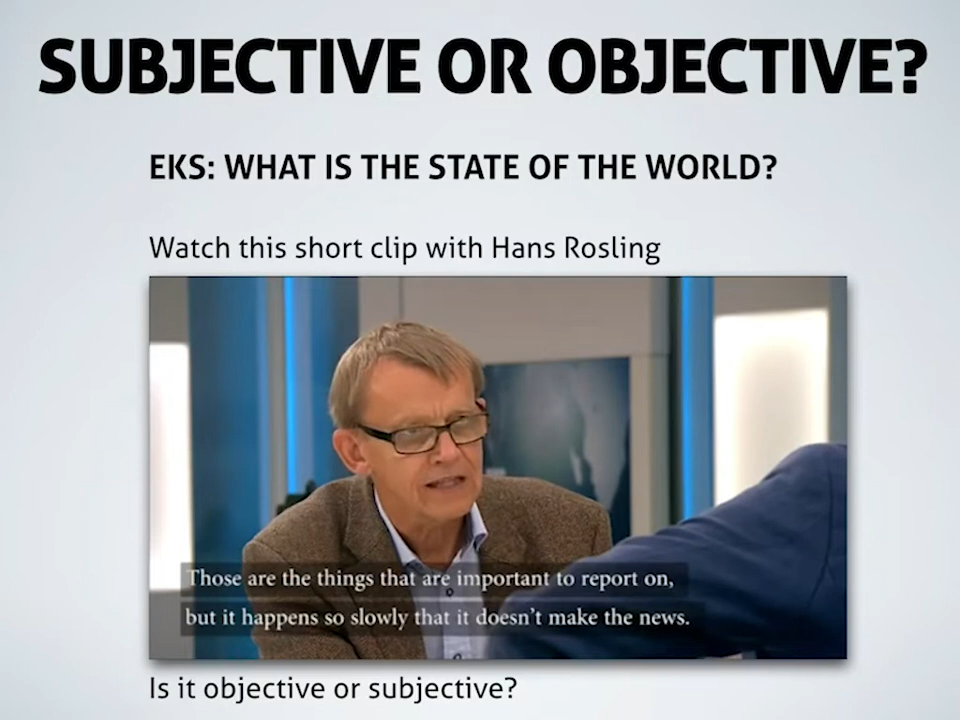 SUBJECTIVE OR OBJECTIVE?
EKS: WHAT IS THE STATE OF THE WORLD?
Watch this short clip with Hans Rosling
Those are the things that are important to report on,
but it happens so slowly that it doesn't make the news.
Is it objective or subjective?